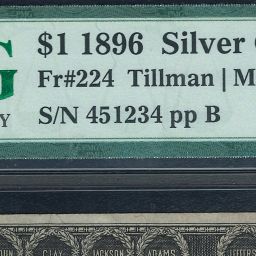 $1 1896 Silver
Fr#224 Tillman | M
S/N 451234 pp B
CLAY JACKSON ADAMS